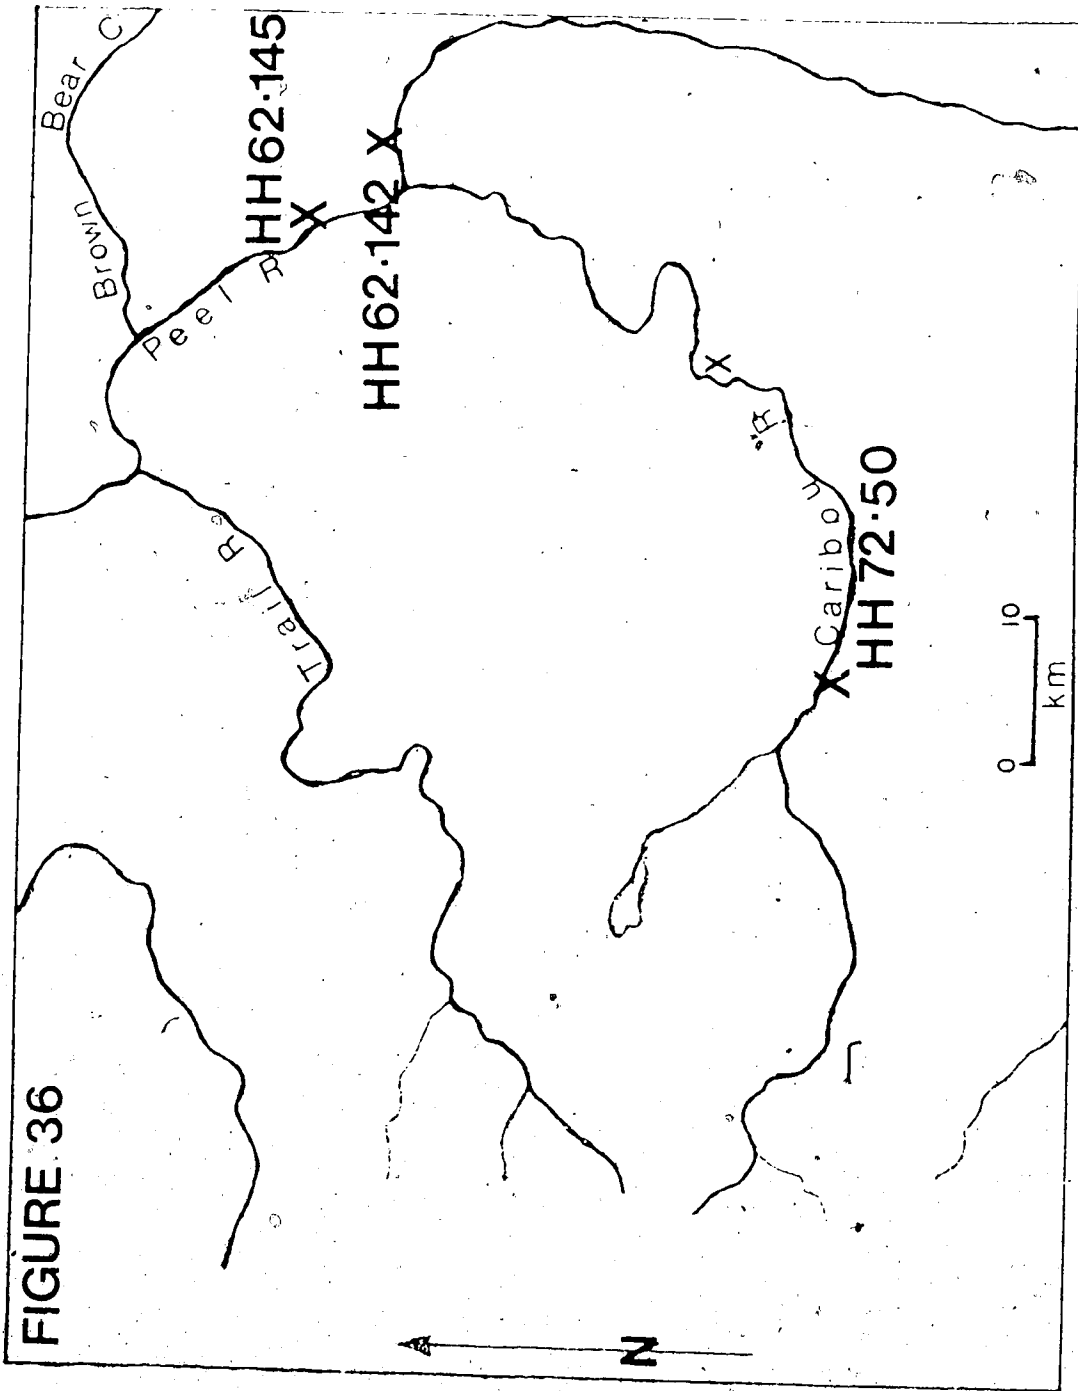 FIGURE 36
Brown Bear C
Peel R
HH62·145
HH62·142
Trail R
X
X
X
X
Caribou R
HH 72·50
N
0 10
km